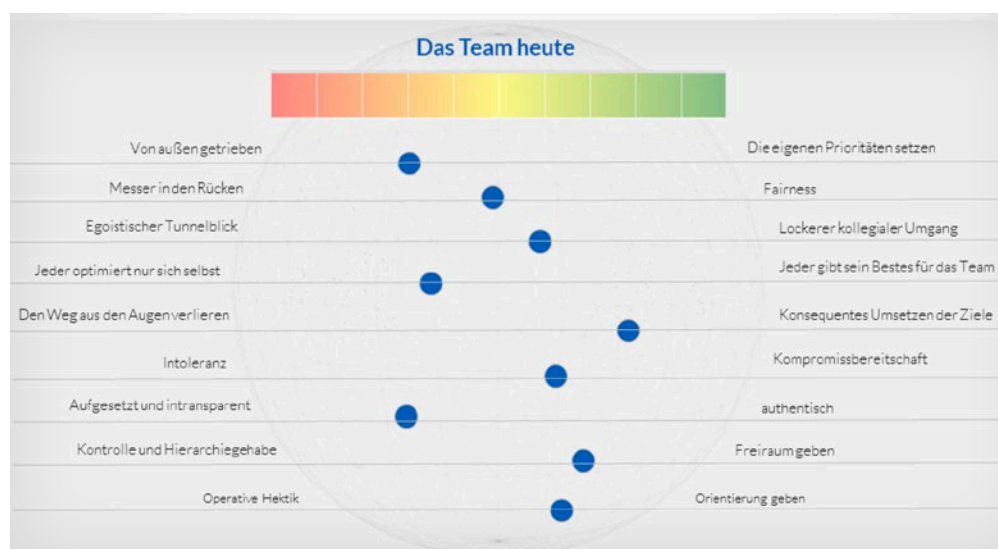 Das Team heute
Von außen getrieben
Die eigenen Prioritäten setzen
Messer in den Rücken
Fairness
Egoistischer Tunnelblick
Lockerer kollegialer Umgang
Jeder optimiert nur sich selbst
Jeder gibt sein Bestes für das Team
Den Weg aus den Augen verlieren
Konsequentes Umsetzen der Ziele
Intoleranz
Kompromissbereitschaft
Aufgesetzt und intransparent
authentisch
Kontrolle und Hierarchiegehabe
Freiraum geben
Operative Hektik
Orientierung geben